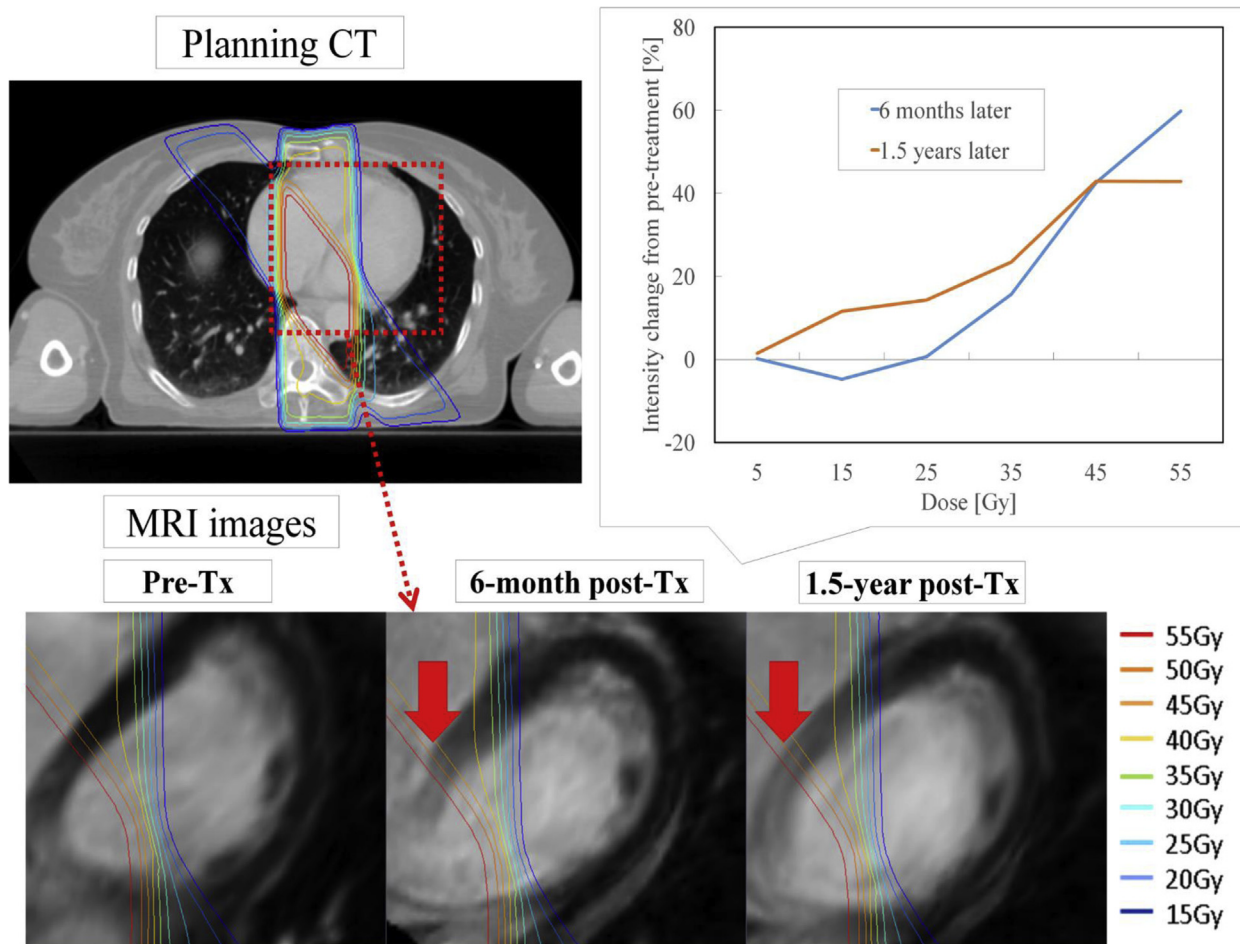 Planning CT
80
60
40
20
0
-20
Intensity change from pre-treatment [%]
6 months later
1.5 years later
5 15 25 35 45 55
Dose [Gy]
MRI images
Pre-Tx
6-month post-Tx
1.5-year post-Tx
55Gy
50Gy
45Gy
40Gy
35Gy
30Gy
25Gy
20Gy
15Gy